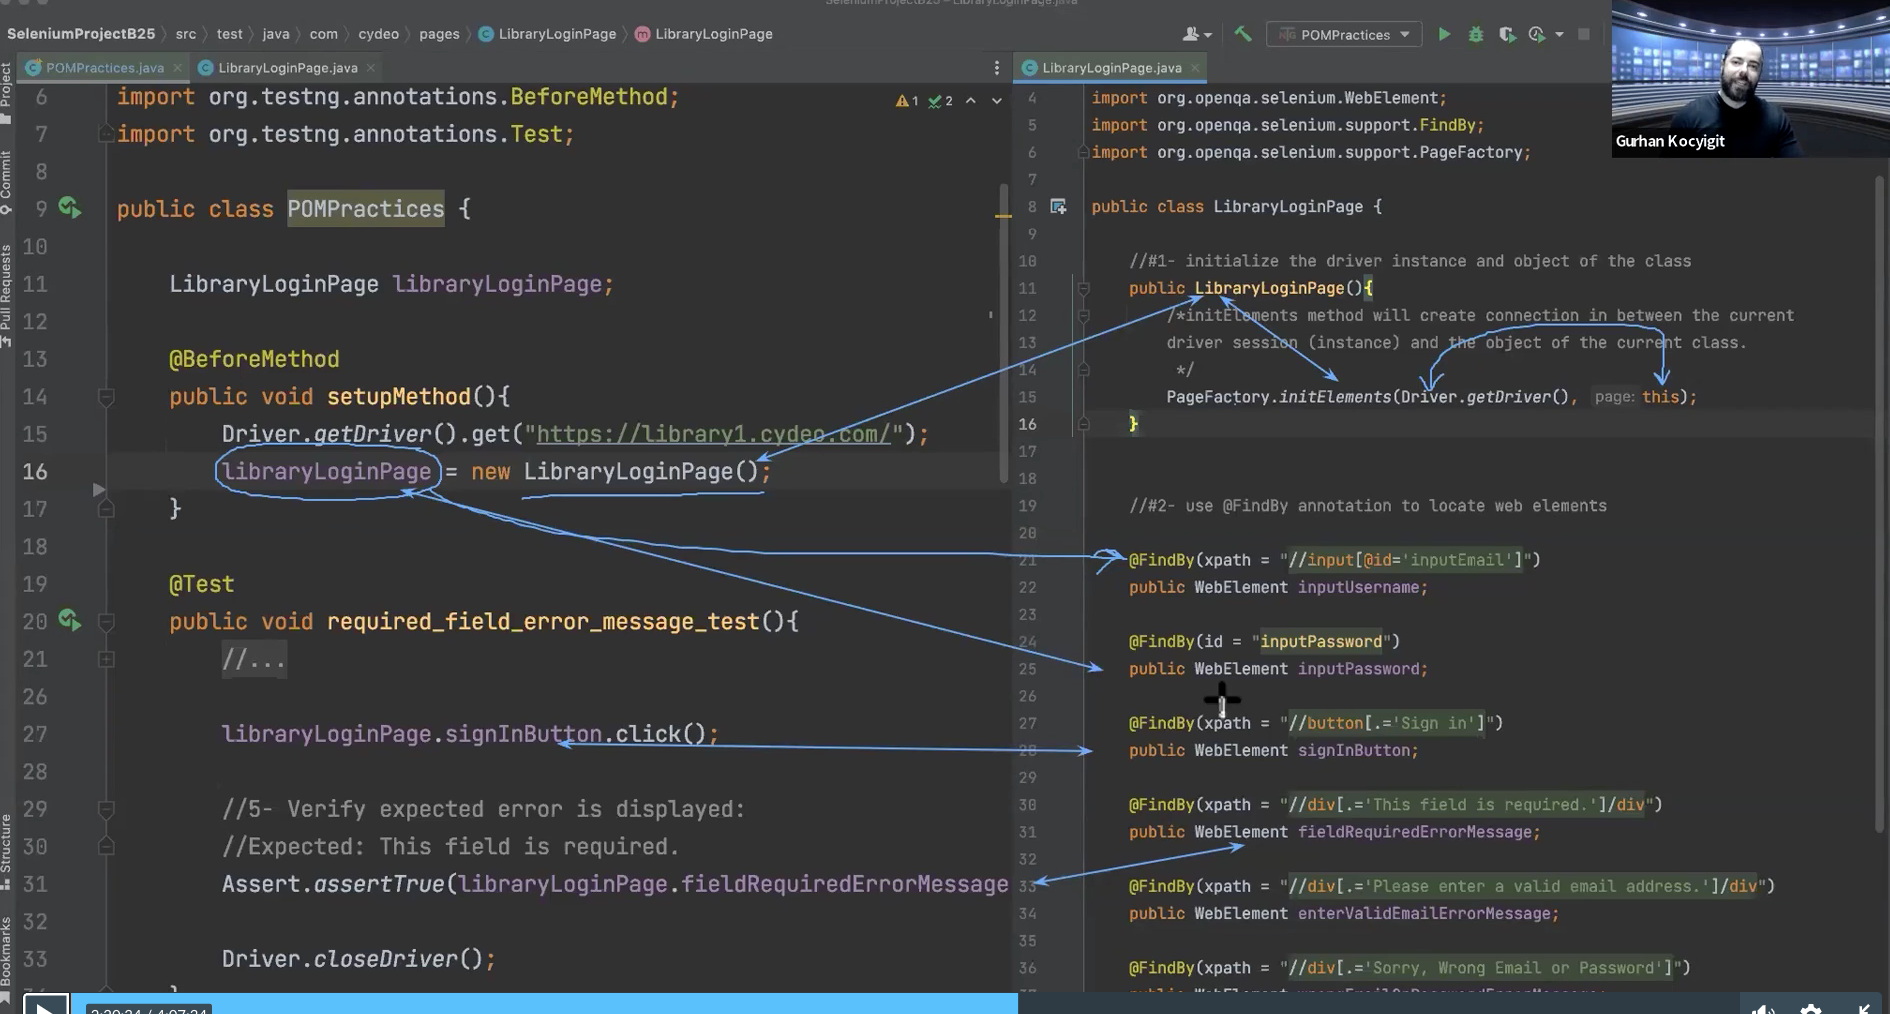 SeleniumProjectB25 › src › test › java › com › cydeo › pages › LibraryLoginPage › LibraryLoginPage
POMPractices
Gurhan Kocyigit
POMPractices.java
LibraryLoginPage.java
LibraryLoginPage.java
Project
Commit
Pull Requests
Structure
Bookmarks
1 2
6 import org.testng.annotations.BeforeMethod;
7 import org.testng.annotations.Test;
8
9 public class POMPractices {
10
11 LibraryLoginPage libraryLoginPage;
12
13 @BeforeMethod
14 public void setupMethod(){
15 Driver.getDriver().get("https://library1.cydeo.com/");
16 libraryLoginPage = new LibraryLoginPage();
17 }
18
19 @Test
20 public void required_field_error_message_test(){
21 //...
26
27 libraryLoginPage.signInButton.click();
28
29 //5- Verify expected error is displayed:
30 //Expected: This field is required.
31 Assert.assertTrue(libraryLoginPage.fieldRequiredErrorMessage
32
33 Driver.closeDriver();
4 import org.openqa.selenium.WebElement;
5 import org.openqa.selenium.support.FindBy;
6 import org.openqa.selenium.support.PageFactory;
7
8 public class LibraryLoginPage {
9
10 //#1- initialize the driver instance and object of the class
11 public LibraryLoginPage(){
12 /*initElements method will create connection in between the current
13 driver session (instance) and the object of the current class.
14 */
15 PageFactory.initElements(Driver.getDriver(), page: this);
16 }
17
18
19 //#2- use @FindBy annotation to locate web elements
20
21 @FindBy(xpath = "//input[@id='inputEmail']")
22 public WebElement inputUsername;
23
24 @FindBy(id = "inputPassword")
25 public WebElement inputPassword;
26
27 @FindBy(xpath = "//button[.='Sign in']")
28 public WebElement signInButton;
29
30 @FindBy(xpath = "//div[.='This field is required.']/div")
31 public WebElement fieldRequiredErrorMessage;
32
33 @FindBy(xpath = "//div[.='Please enter a valid email address.']/div")
34 public WebElement enterValidEmailErrorMessage;
35
36 @FindBy(xpath = "//div[.='Sorry, Wrong Email or Password']")